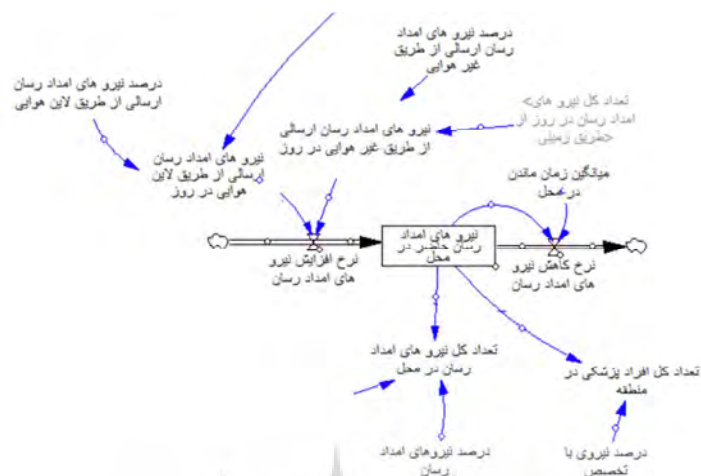 درصد نیرو های امداد
رسان ارسالی از طریق
غیر هوایی
درصد نیرو های امداد رسان
ارسالی از طریق لاین هوایی
<تعداد کل نیرو های
امداد رسان در روز از
طریق زمینی>
نیرو های امداد رسان ارسالی
از طریق غیر هوایی در روز
نیرو های امداد رسان
ارسالی از طریق لاین
هوایی در روز
میانگین زمان ماندن
در محل
نیرو های امداد
رسان حاضر در
محل
نرخ افزایش نیرو
های امداد رسان
نرخ کاهش نیرو
های امداد رسان
تعداد کل نیرو های امداد
رسان در محل
تعداد کل افراد پزشکی در
منطقه
درصد نیروهای امداد
رسان
درصد نیروی با
تخصص